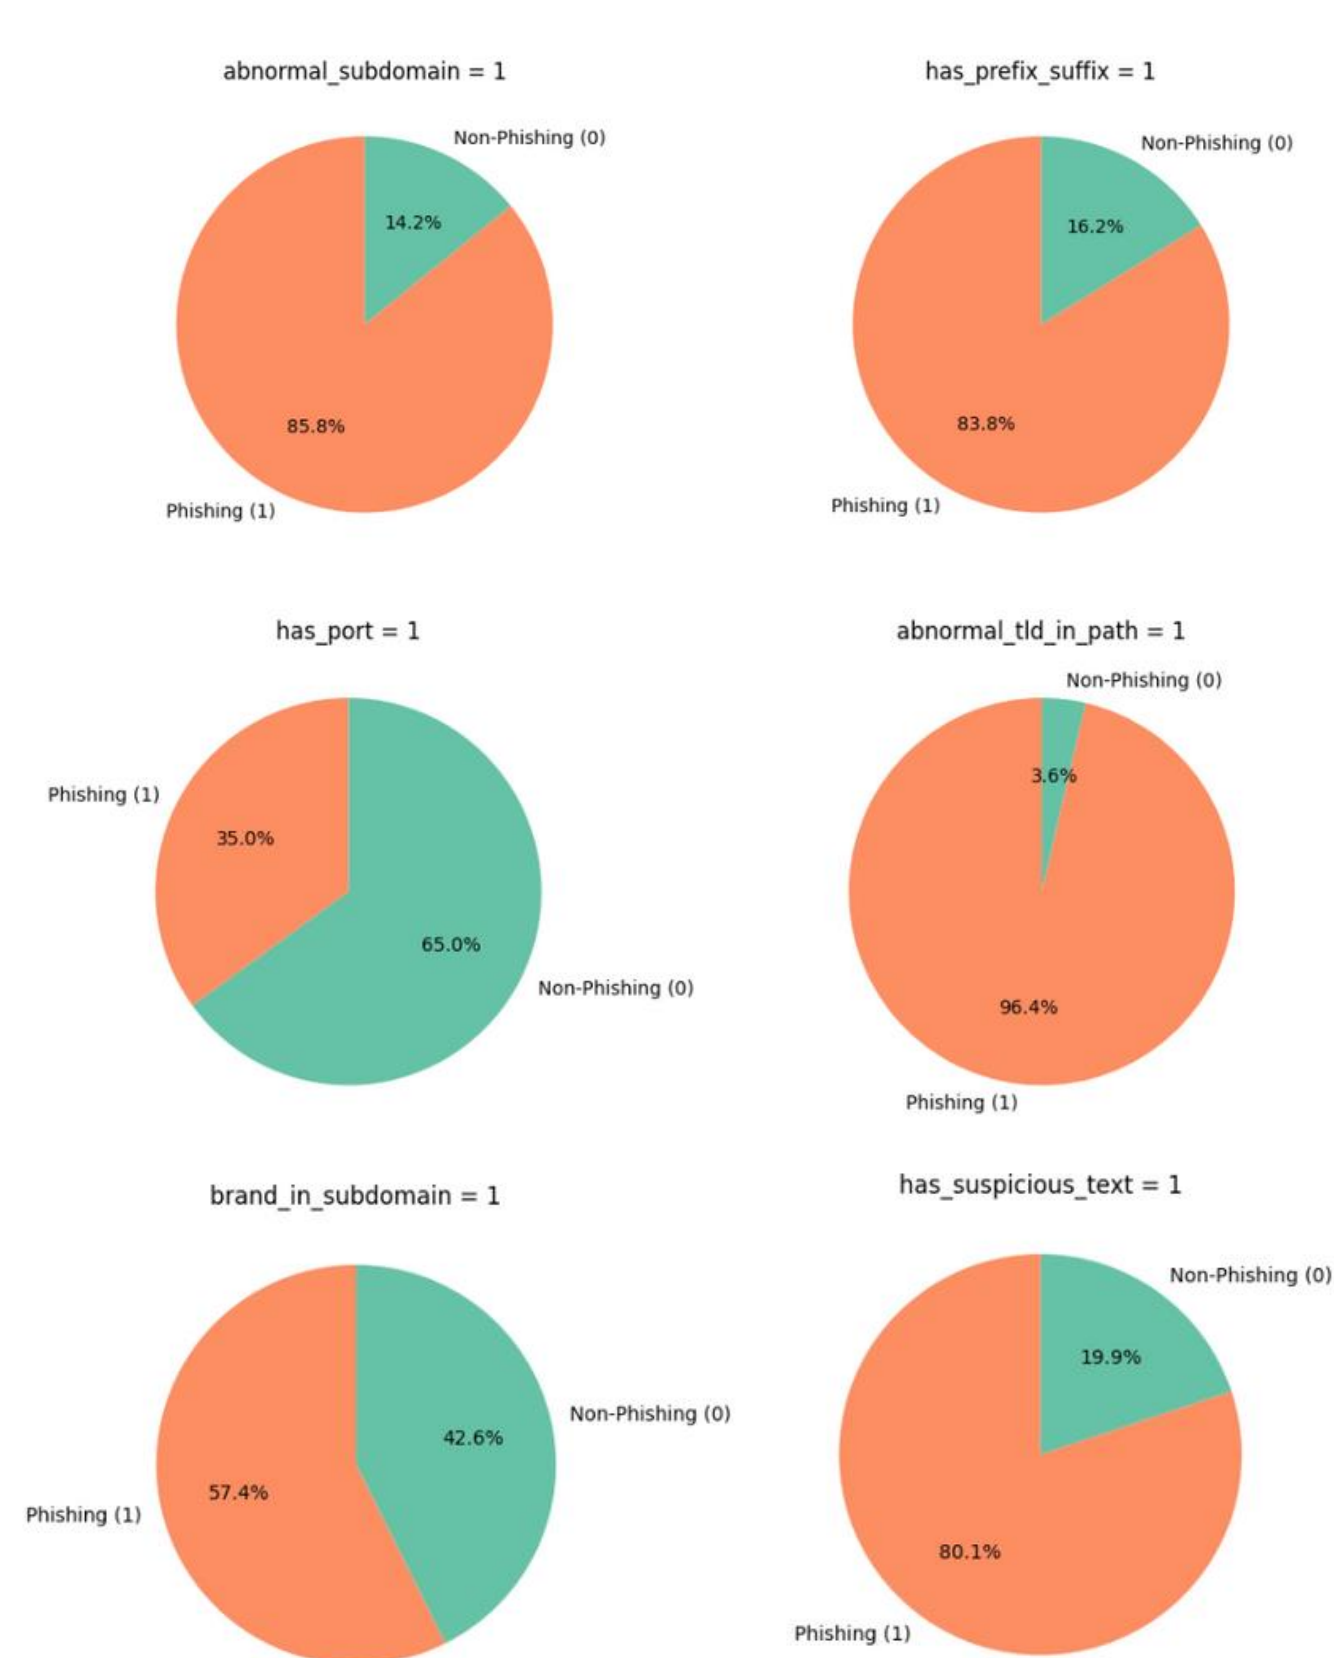 abnormal_subdomain = 1
Non-Phishing (0)
14.2%
85.8%
Phishing (1)
has_prefix_suffix = 1
Non-Phishing (0)
16.2%
83.8%
Phishing (1)
has_port = 1
Phishing (1)
35.0%
65.0%
Non-Phishing (0)
abnormal_tld_in_path = 1
Non-Phishing (0)
3.6%
96.4%
Phishing (1)
brand_in_subdomain = 1
Non-Phishing (0)
42.6%
57.4%
Phishing (1)
has_suspicious_text = 1
Non-Phishing (0)
19.9%
80.1%
Phishing (1)